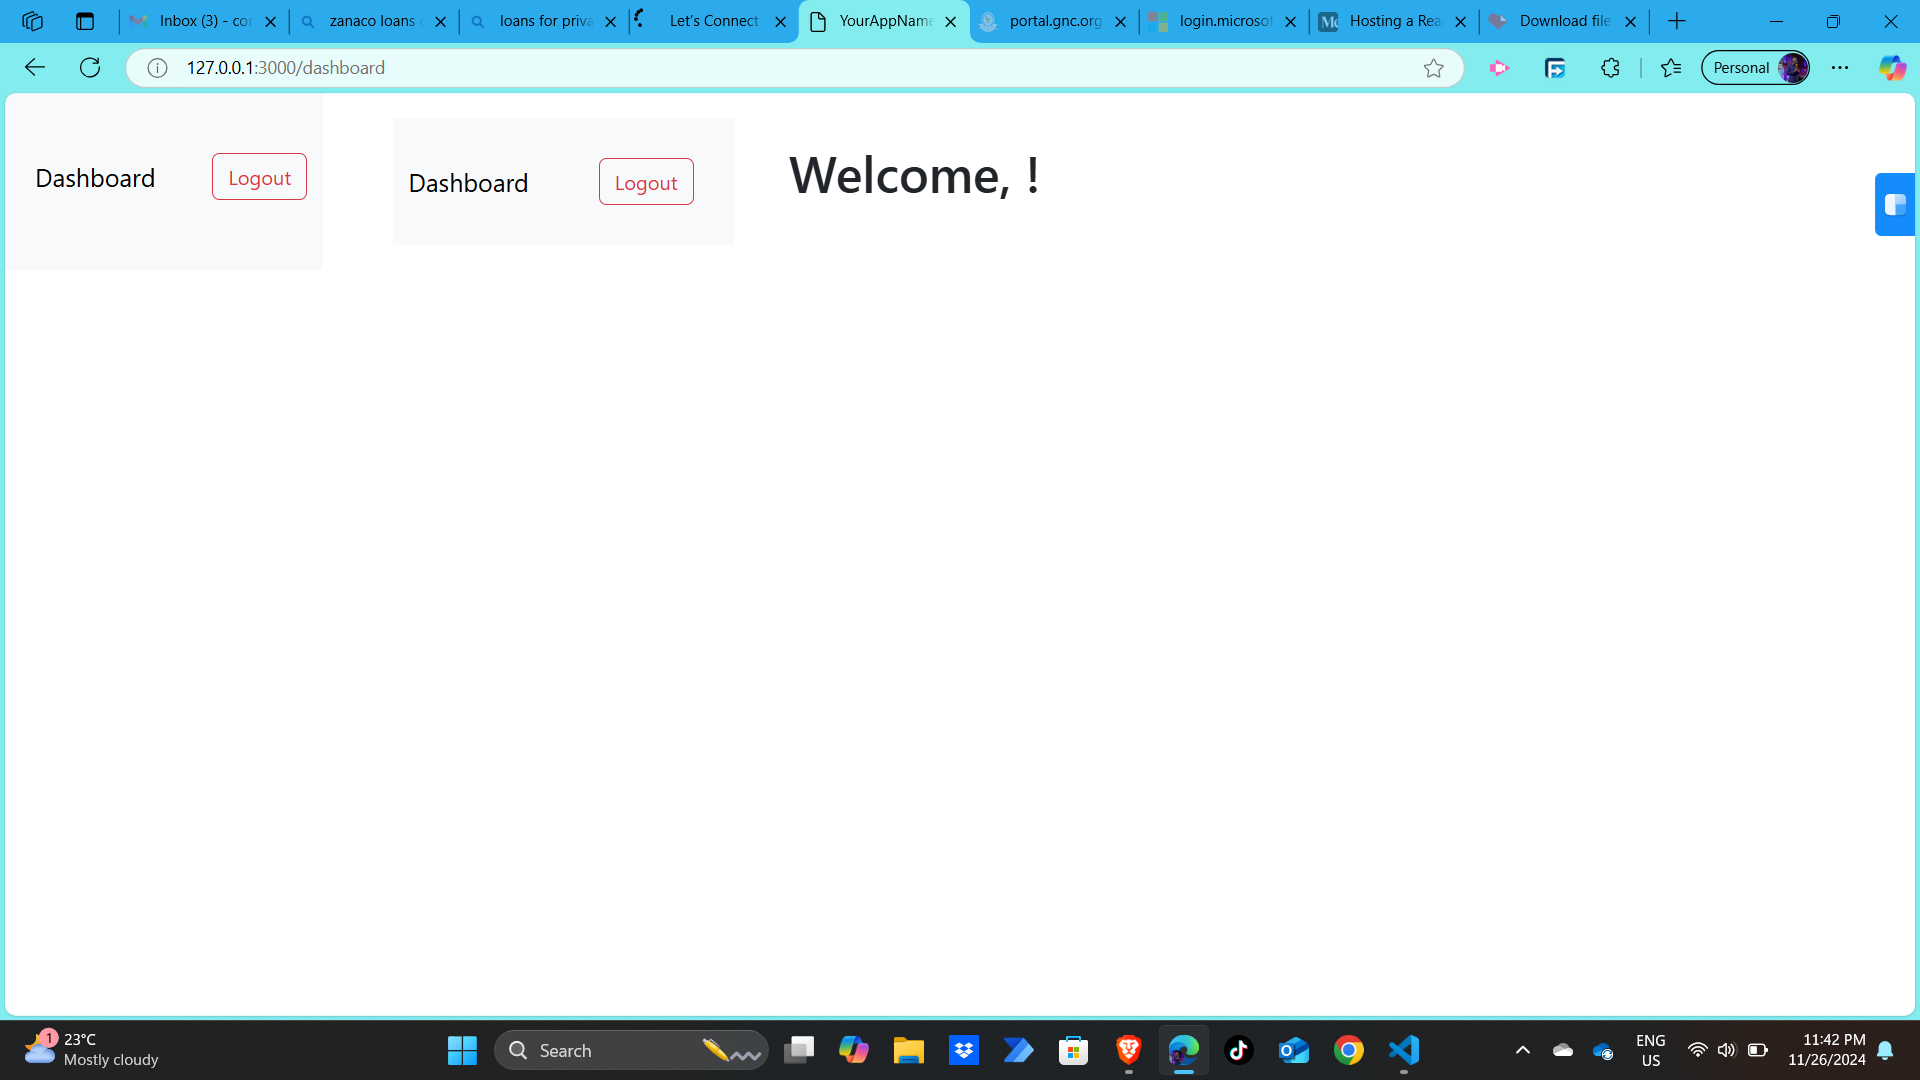 Inbox (3) - cor
zanaco loans
loans for priva
Let's Connect
YourAppName
portal.gnc.org
login.microsof
Hosting a Rea
Download file
127.0.0.1:3000/dashboard
Personal
Dashboard
Logout
Dashboard
Logout
Welcome, !
1
23°C
Mostly cloudy
Search
ENG
US
11:42 PM
11/26/2024